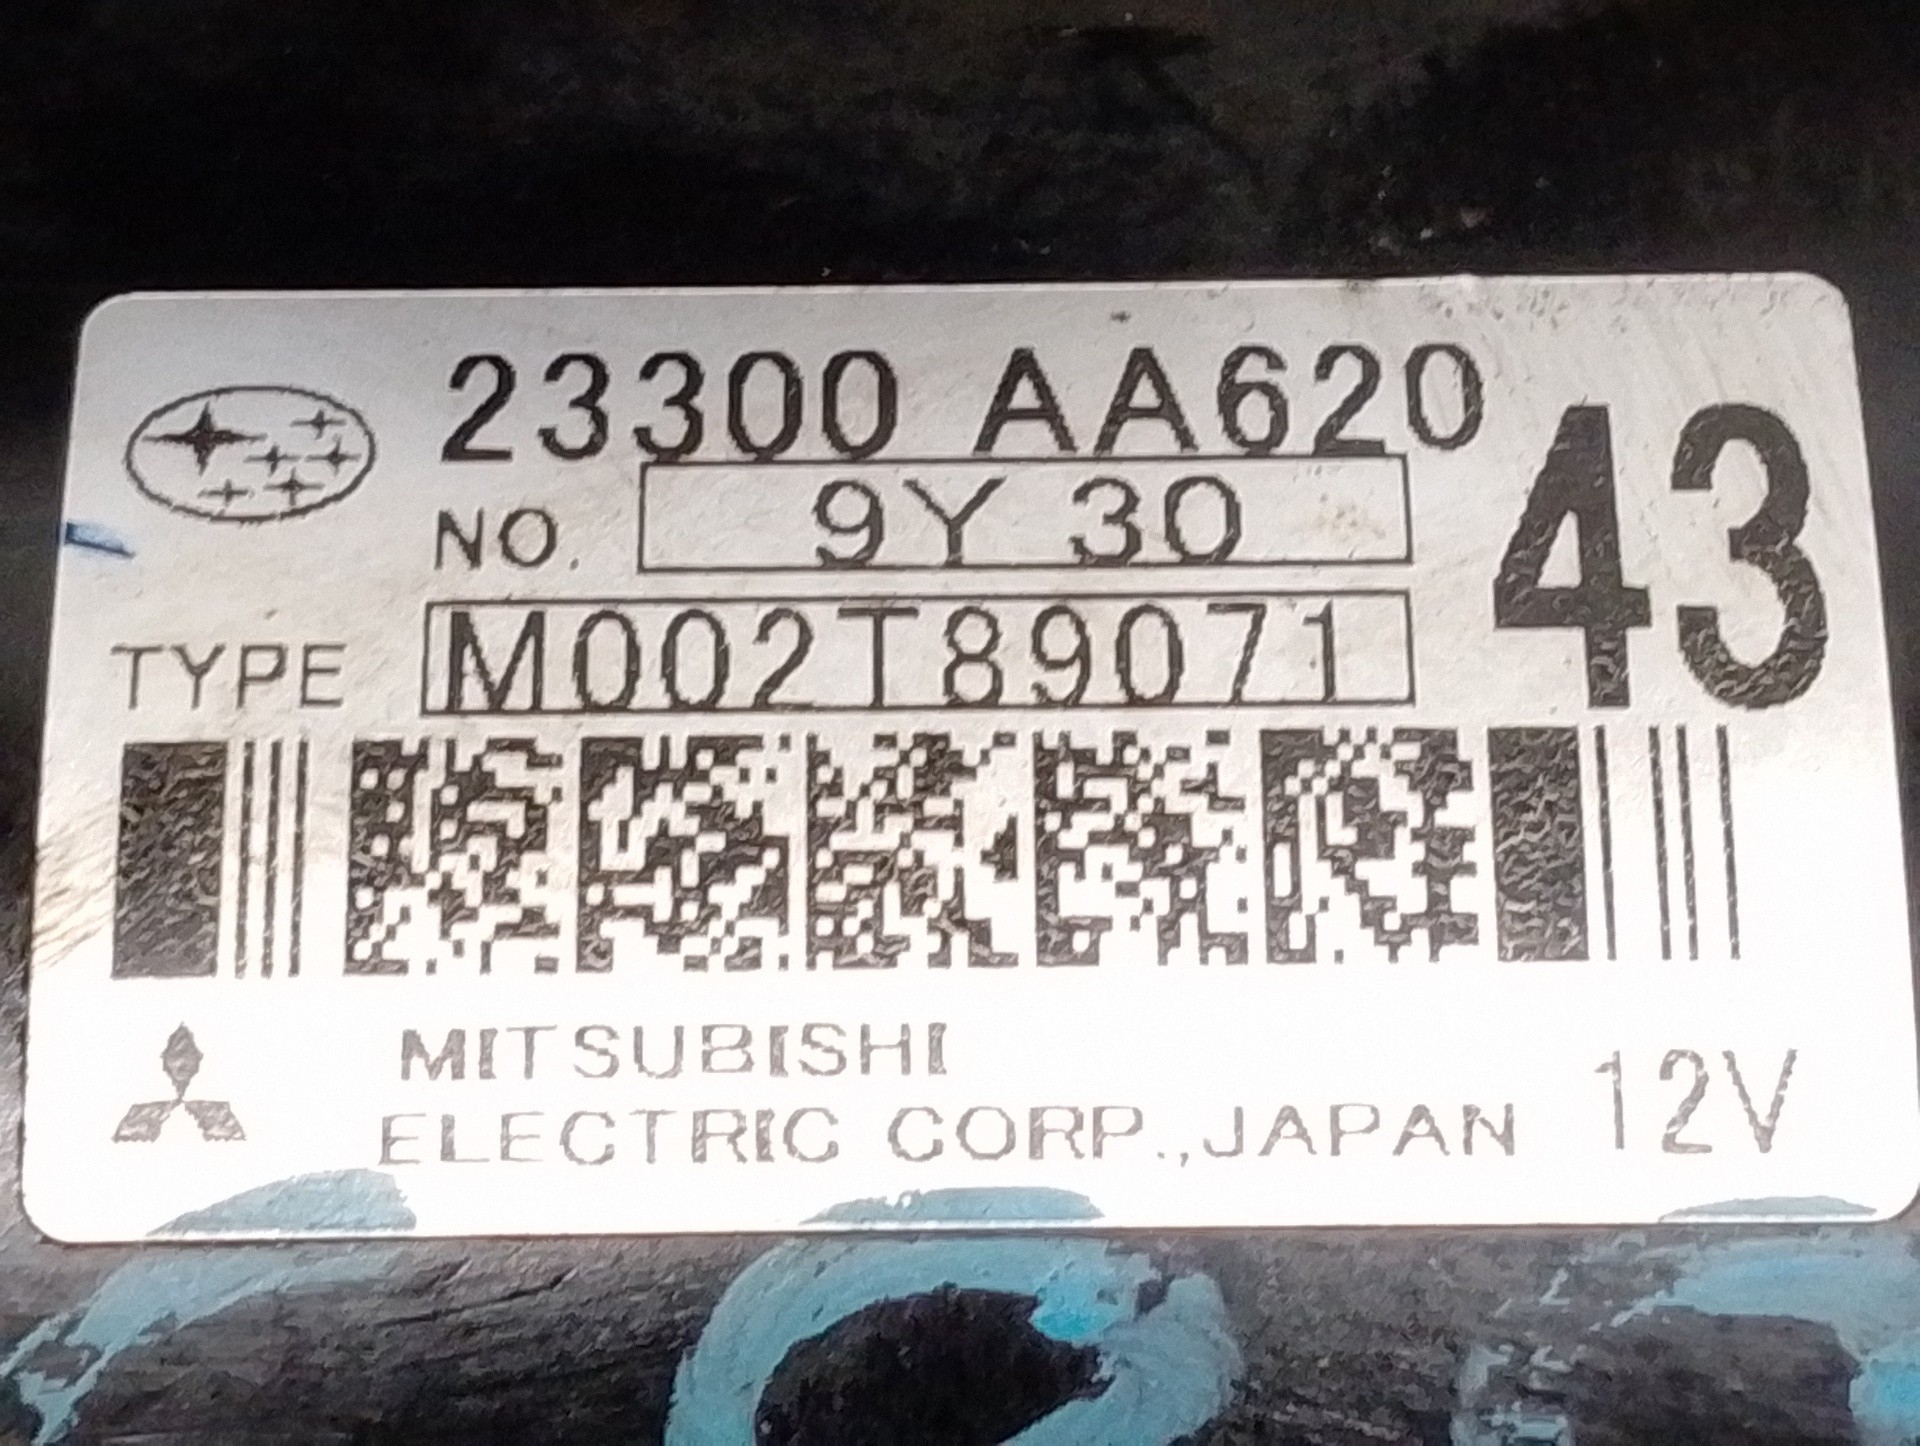 23300 AA620
43
NO. 9Y 30
TYPE M002T89071
MITSUBISHI
ELECTRIC CORP., JAPAN
12V